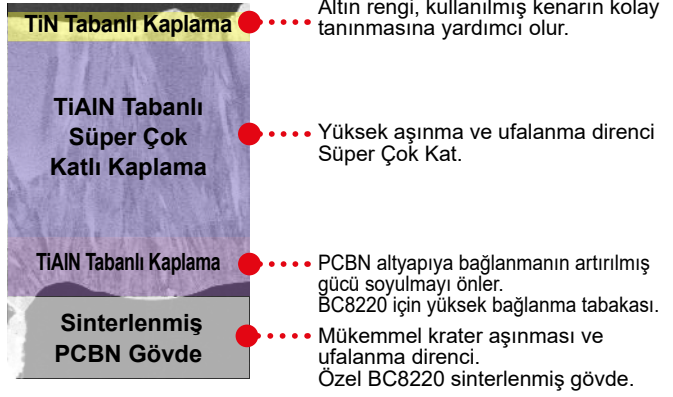 TiN Tabanlı Kaplama
Altın rengi, kullanılmış kenarın kolay
tanınmasına yardımcı olur.
TiAlN Tabanlı
Süper Çok
Katlı Kaplama
Yüksek aşınma ve ufalanma direnci
Süper Çok Kat.
TiAlN Tabanlı Kaplama
PCBN altyapıya bağlanmanın artırılmış
gücü soyulmayı önler.
BC8220 için yüksek bağlanma tabakası.
Sinterlenmiş
PCBN Gövde
Mükemmel krater aşınması ve
ufalanma direnci.
Özel BC8220 sinterlenmiş gövde.